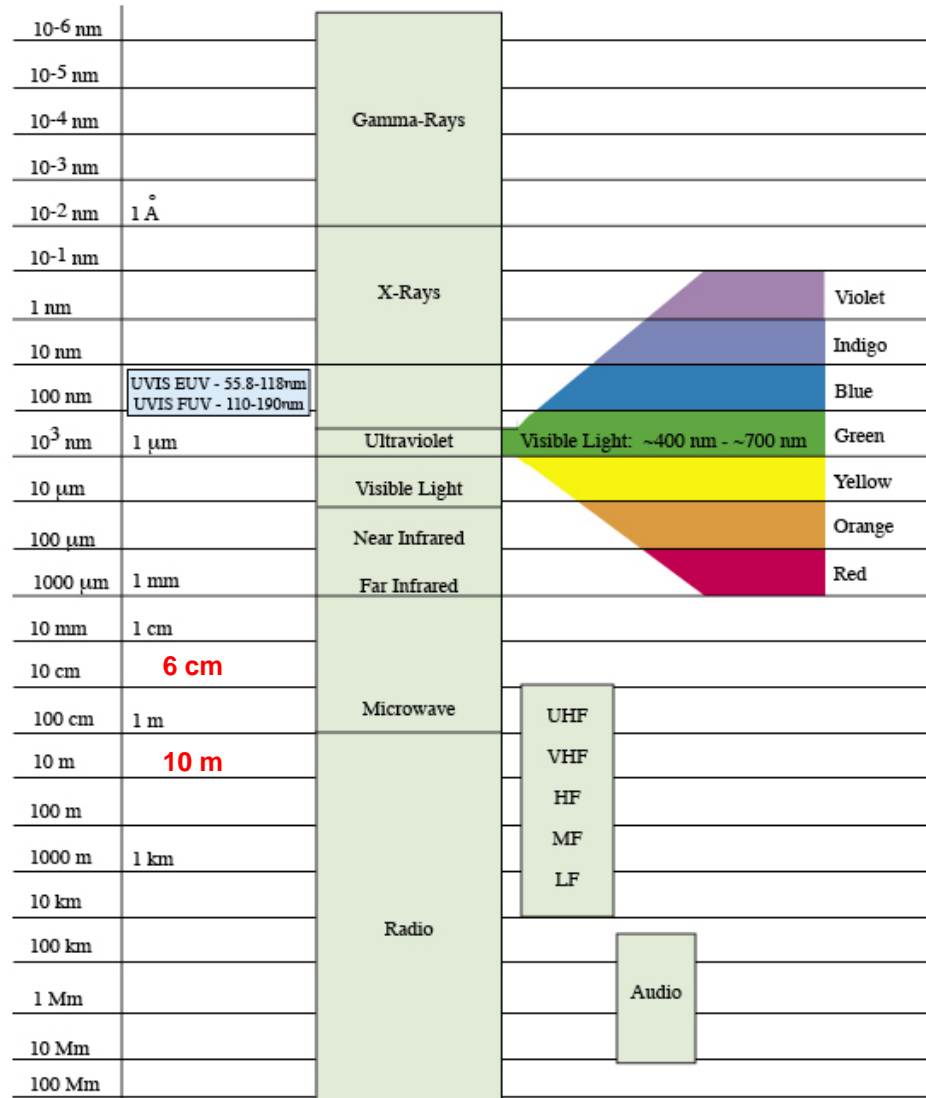 10-6 nm
10-5 nm
10-4 nm
Gamma-Rays
10-3 nm
10-2 nm 1 Å
10-1 nm
X-Rays
1 nm
Violet
10 nm
Indigo
100 nm
UVIS EUV - 55.8-118nm
UVIS FUV - 110-190nm
Blue
103 nm 1 μm Ultraviolet Visible Light: ~400 nm - ~700 nm Green
10 μm Visible Light Yellow
100 μm Near Infrared Orange
1000 μm 1 mm Far Infrared Red
10 mm 1 cm
10 cm 6 cm
100 cm 1 m Microwave UHF
10 m 10 m VHF
100 m HF
1000 m 1 km MF
10 km LF
Radio
100 km
1 Mm Audio
10 Mm
100 Mm